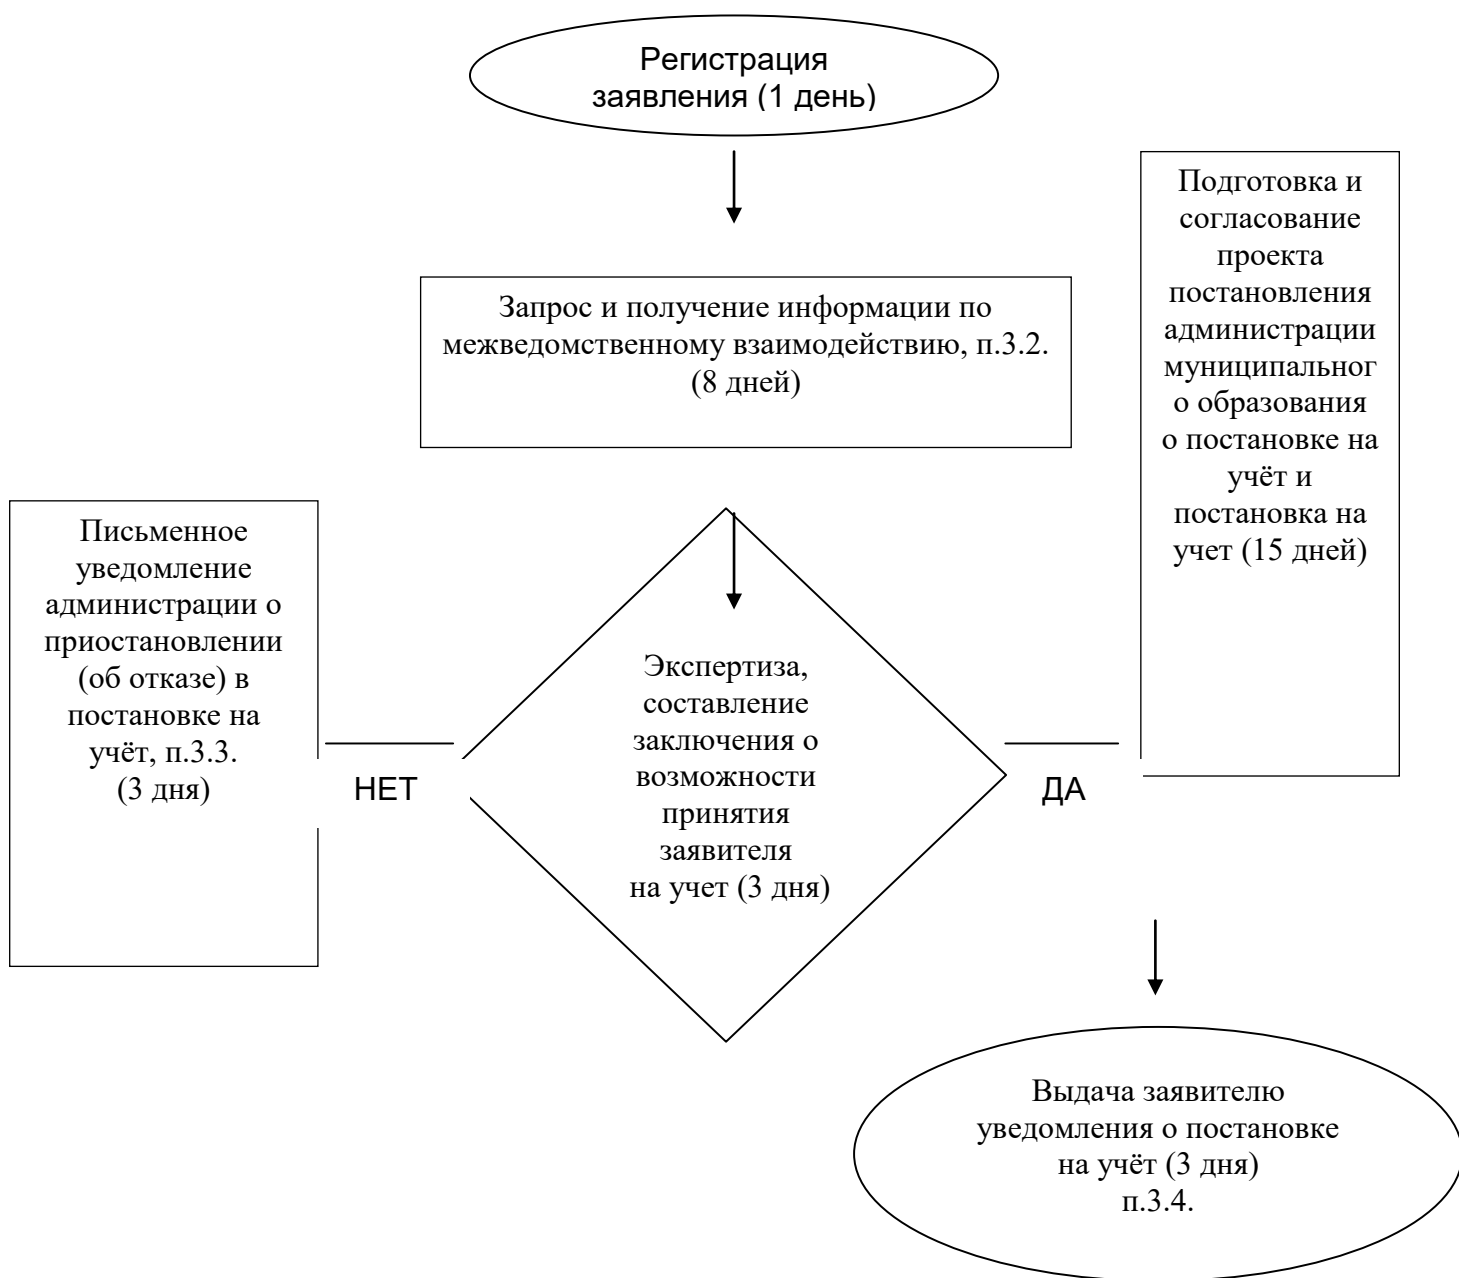 Регистрация
заявления (1 день)
Запрос и получение информации по
межведомственному взаимодействию, п.3.2.
(8 дней)
Подготовка и
согласование
проекта
постановления
администрации
муниципальног
о образования
о постановке на
учёт и
постановка на
учет (15 дней)
Письменное
уведомление
администрации о
приостановлении
(об отказе) в
постановке на
учёт, п.3.3.
(3 дня)
НЕТ
Экспертиза,
составление
заключения о
возможности
принятия
заявителя
на учет (3 дня)
ДА
Выдача заявителю
уведомления о постановке
на учёт (3 дня)
п.3.4.